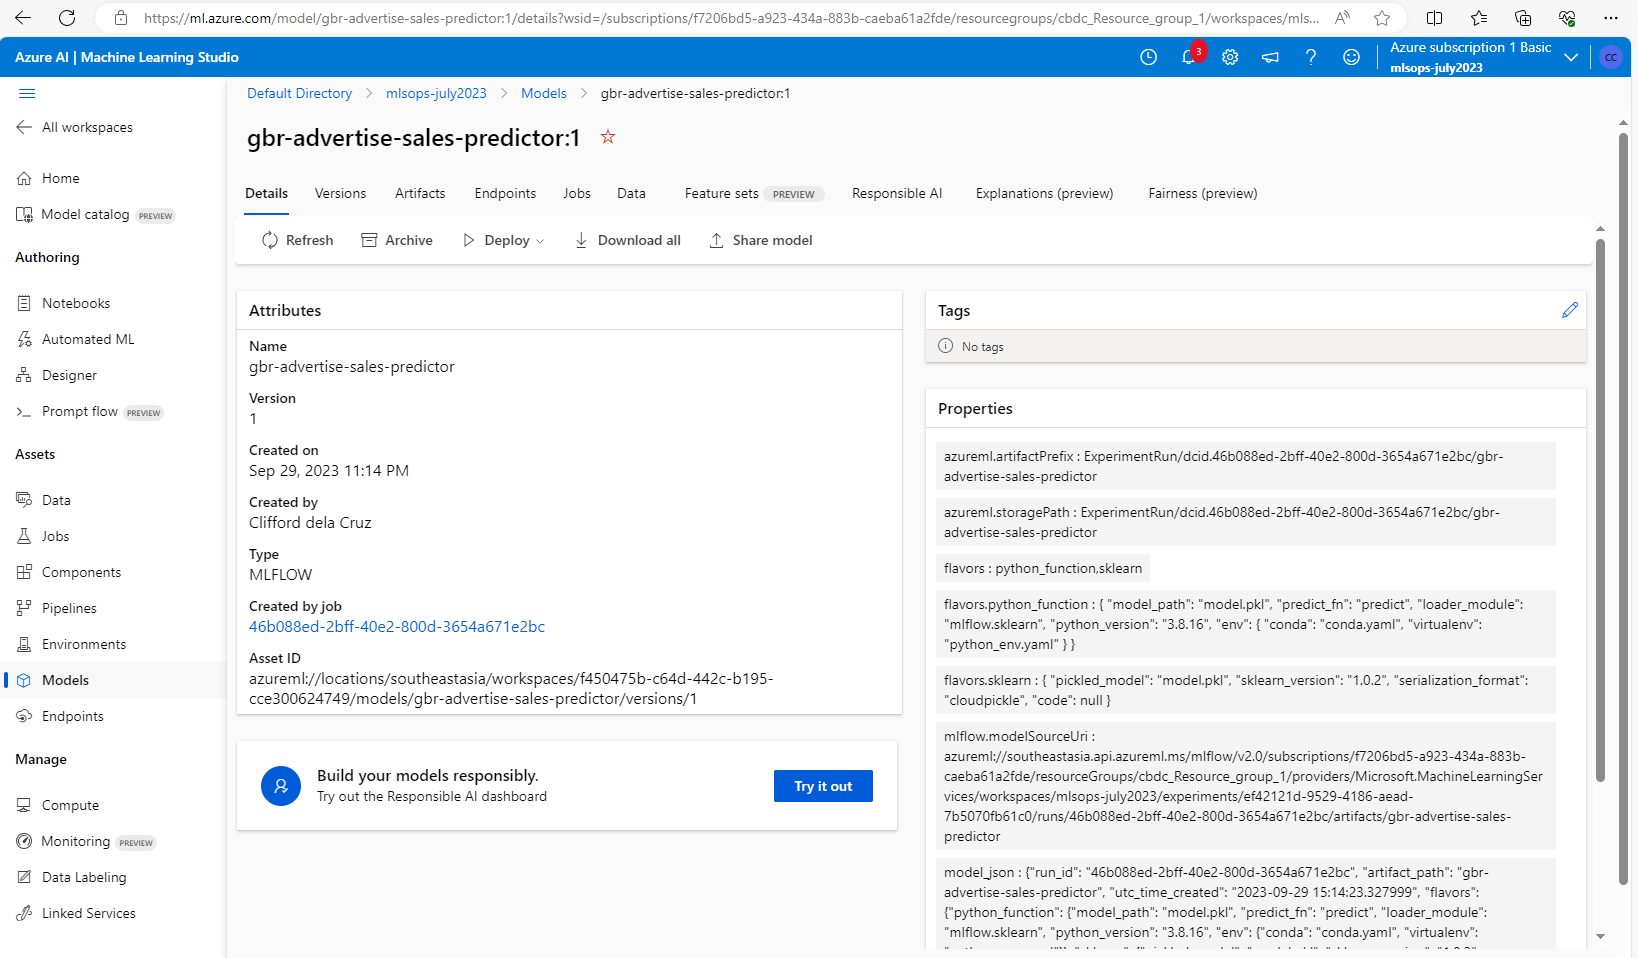 https://ml.azure.com/model/gbr-advertise-sales-predictor:1/details?wsid=/subscriptions/f7206bd5-a923-434a-883b-caeba61a2fde/resourcegroups/cbdc_Resource_group_1/workspaces/mls...
Azure AI | Machine Learning Studio
3
Azure subscription 1 Basic
mlsops-july2023
CC
All workspaces
Home
Model catalog PREVIEW
Authoring
Notebooks
Automated ML
Designer
Prompt flow PREVIEW
Assets
Data
Jobs
Components
Pipelines
Environments
Models
Endpoints
Manage
Compute
Monitoring PREVIEW
Data Labeling
Linked Services
Default Directory > mlsops-july2023 > Models > gbr-advertise-sales-predictor:1
gbr-advertise-sales-predictor:1
Details Versions Artifacts Endpoints Jobs Data Feature sets PREVIEW Responsible AI Explanations (preview) Fairness (preview)
Refresh Archive Deploy Download all Share model
Attributes
Name
gbr-advertise-sales-predictor
Version
1
Created on
Sep 29, 2023 11:14 PM
Created by
Clifford dela Cruz
Type
MLFLOW
Created by job
46b088ed-2bff-40e2-800d-3654a671e2bc
Asset ID
azureml://locations/southeastasia/workspaces/f450475b-c64d-442c-b195-
cce300624749/models/gbr-advertise-sales-predictor/versions/1
Build your models responsibly.
Try out the Responsible AI dashboard
Try it out
Tags
No tags
Properties
azureml.artifactPrefix : ExperimentRun/dcid.46b088ed-2bff-40e2-800d-3654a671e2bc/gbr-
advertise-sales-predictor
azureml.storagePath : ExperimentRun/dcid.46b088ed-2bff-40e2-800d-3654a671e2bc/gbr-
advertise-sales-predictor
flavors : python_function,sklearn
flavors.python_function : { "model_path": "model.pkl", "predict_fn": "predict", "loader_module":
"mlflow.sklearn", "python_version": "3.8.16", "env": { "conda": "conda.yaml", "virtualenv":
"python_env.yaml" } }
flavors.sklearn : { "pickled_model": "model.pkl", "sklearn_version": "1.0.2", "serialization_format":
"cloudpickle", "code": null }
mlflow.modelSourceUri :
azureml://southeastasia.api.azureml.ms/mlflow/v2.0/subscriptions/f7206bd5-a923-434a-883b-
caeba61a2fde/resourceGroups/cbdc_Resource_group_1/providers/Microsoft.MachineLearningSer
vices/workspaces/mlsops-july2023/experiments/ef42121d-9529-4186-aead-
7b5070fb61c0/runs/46b088ed-2bff-40e2-800d-3654a671e2bc/artifacts/gbr-advertise-sales-
predictor
model_json : {"run_id": "46b088ed-2bff-40e2-800d-3654a671e2bc", "artifact_path": "gbr-
advertise-sales-predictor", "utc_time_created": "2023-09-29 15:14:23.327999", "flavors":
{"python_function": {"model_path": "model.pkl", "predict_fn": "predict", "loader_module":
"mlflow.sklearn", "python_version": "3.8.16", "env": {"conda": "conda.yaml", "virtualenv":